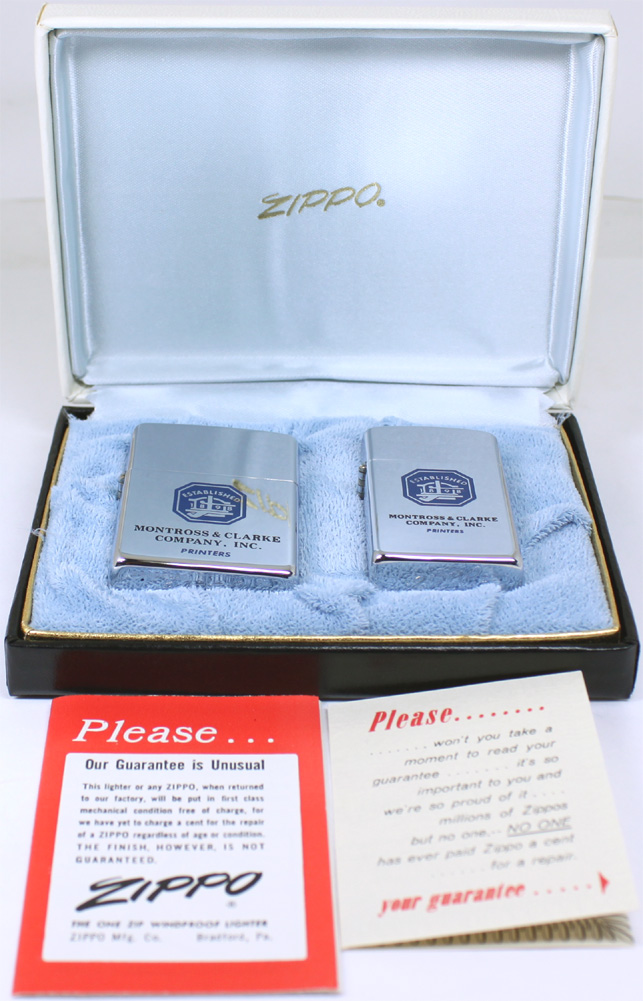 ZIPPO.
ESTABLISHED
1898
MONTROSS & CLARKE
COMPANY, INC.
PRINTERS
ESTABLISHED
1898
MONTROSS & CLARKE
COMPANY, INC.
PRINTERS
Please...
Our Guarantee is Unusual
This lighter or any ZIPPO, when returned
to our factory, will be put in first class
mechanical condition free of charge, for
we have yet to charge a cent for the repair
of a ZIPPO regardless of age or condition.
THE FINISH, HOWEVER, IS NOT
GUARANTEED.
ZIPPO®
THE ONE ZIP WINDPROOF LIGHTER
ZIPPO Mfg. Co. Bradford, Pa.
Please........
.......won't you take a
moment to read your
guarantee ....... it's so
important to you and
we're so proud of it ....
millions of Zippos
but no one,-- NO ONE
has ever paid Zippo a cent
......for a repair.
your guarantee .....